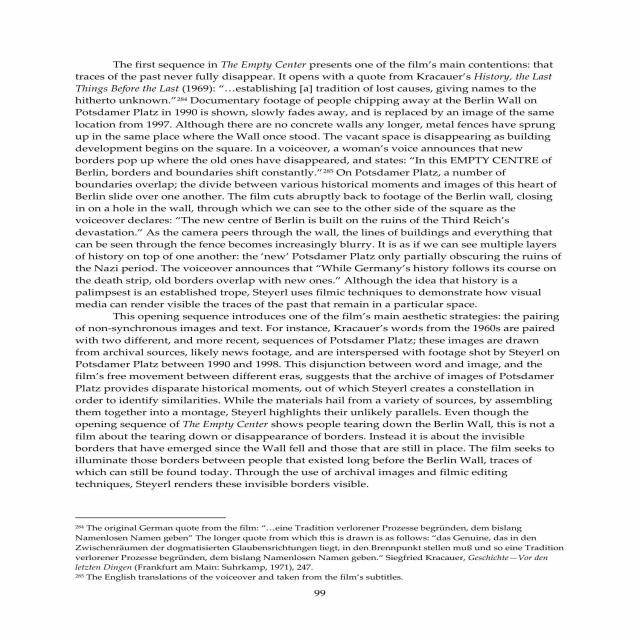 The first sequence in The Empty Center presents one of the film’s main contentions: that
traces of the past never fully disappear. It opens with a quote from Kracauer’s History, the Last
Things Before the Last (1969): “…establishing [a] tradition of lost causes, giving names to the
hitherto unknown.”284 Documentary footage of people chipping away at the Berlin Wall on
Potsdamer Platz in 1990 is shown, slowly fades away, and is replaced by an image of the same
location from 1997. Although there are no concrete walls any longer, metal fences have sprung
up in the same place where the Wall once stood. The vacant space is disappearing as building
development begins on the square. In a voiceover, a woman’s voice announces that new
borders pop up where the old ones have disappeared, and states: “In this EMPTY CENTRE of
Berlin, borders and boundaries shift constantly.”285 On Potsdamer Platz, a number of
boundaries overlap; the divide between various historical moments and images of this heart of
Berlin slide over one another. The film cuts abruptly back to footage of the Berlin wall, closing
in on a hole in the wall, through which we can see to the other side of the square as the
voiceover declares: “The new centre of Berlin is built on the ruins of the Third Reich’s
devastation.” As the camera peers through the wall, the lines of buildings and everything that
can be seen through the fence becomes increasingly blurry. It is as if we can see multiple layers
of history on top of one another: the ‘new’ Potsdamer Platz only partially obscuring the ruins of
the Nazi period. The voiceover announces that “While Germany’s history follows its course on
the death strip, old borders overlap with new ones.” Although the idea that history is a
palimpsest is an established trope, Steyerl uses filmic techniques to demonstrate how visual
media can render visible the traces of the past that remain in a particular space.
This opening sequence introduces one of the film’s main aesthetic strategies: the pairing
of non-synchronous images and text. For instance, Kracauer’s words from the 1960s are paired
with two different, and more recent, sequences of Potsdamer Platz; these images are drawn
from archival sources, likely news footage, and are interspersed with footage shot by Steyerl on
Potsdamer Platz between 1990 and 1998. This disjunction between word and image, and the
film’s free movement between different eras, suggests that the archive of images of Potsdamer
Platz provides disparate historical moments, out of which Steyerl creates a constellation in
order to identify similarities. While the materials hail from a variety of sources, by assembling
them together into a montage, Steyerl highlights their unlikely parallels. Even though the
opening sequence of The Empty Center shows people tearing down the Berlin Wall, this is not a
film about the tearing down or disappearance of borders. Instead it is about the invisible
borders that have emerged since the Wall fell and those that are still in place. The film seeks to
illuminate those borders between people that existed long before the Berlin Wall, traces of
which can still be found today. Through the use of archival images and filmic editing
techniques, Steyerl renders these invisible borders visible.
284 The original German quote from the film: “…eine Tradition verlorener Prozesse begründen, dem bislang
Namenlosen Namen geben” The longer quote from which this is drawn is as follows: “das Genuine, das in den
Zwischenräumen der dogmatisierten Glaubensrichtungen liegt, in den Brennpunkt stellen muß und so eine Tradition
verlorener Prozesse begründen, dem bislang Namenlosen Namen geben.“ Siegfried Kracauer, Geschichte—Vor den
letzten Dingen (Frankfurt am Main: Suhrkamp, 1971), 247.
285 The English translations of the voiceover and taken from the film’s subtitles.
99